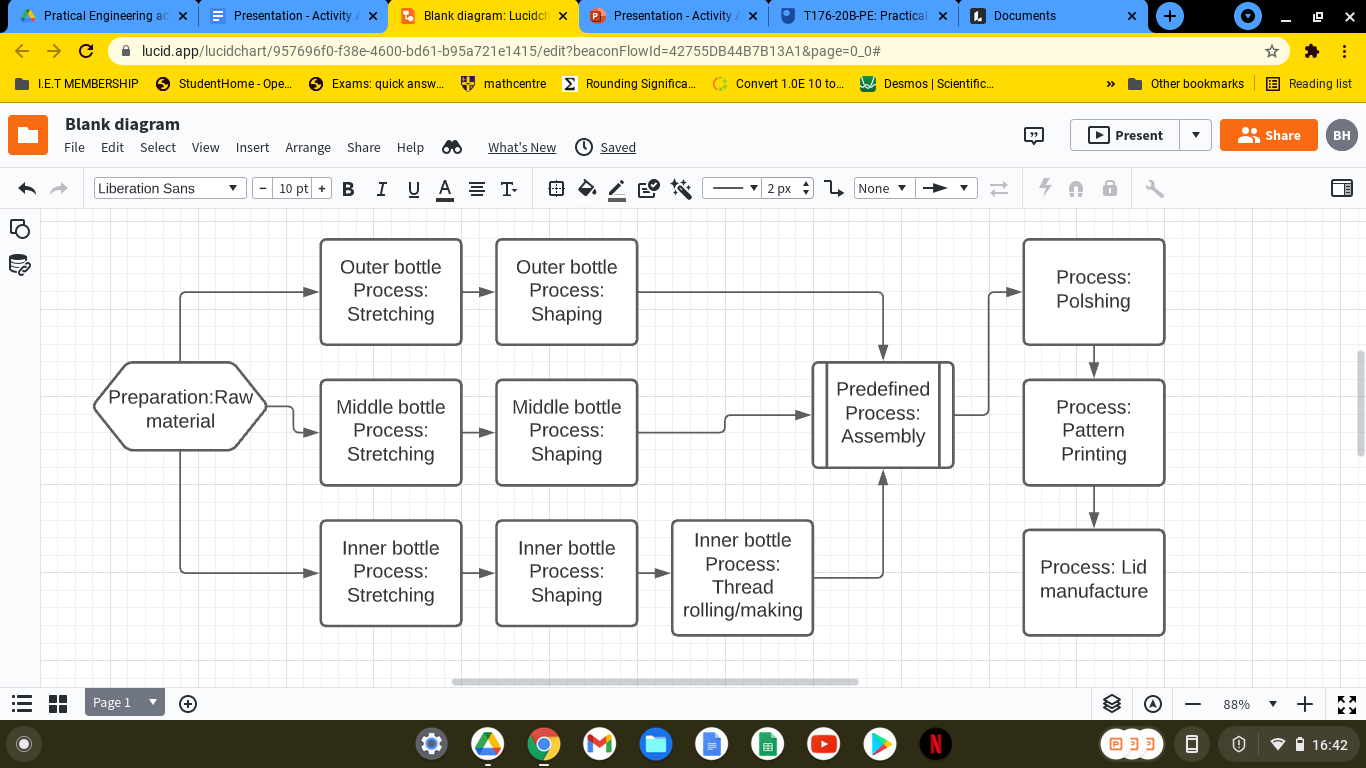 Pratical Engineering ac
Presentation - Activity A
Blank diagram: Lucidch
Presentation - Activity A
T176-20B-PE: Practical
Documents
lucid.app/lucidchart/957696f0-f38e-4600-bd61-b95a721e1415/edit?beaconFlowId=42755DB44B7B13A1&page=0_0#
I.E.T MEMBERSHIP
StudentHome - Ope...
Exams: quick answ...
mathcentre
Rounding Significa...
Convert 1.0E 10 to...
Desmos | Scientific...
»
Other bookmarks
Reading list
Blank diagram
File Edit Select View Insert Arrange Share Help What's New Saved
Present
Share
BH
Liberation Sans
− 10 pt +
B I U A T
2 px
None
Outer bottle
Process:
Stretching
Outer bottle
Process:
Shaping
Process:
Polshing
Preparation:Raw
material
Middle bottle
Process:
Stretching
Middle bottle
Process:
Shaping
Predefined
Process:
Assembly
Process:
Pattern
Printing
Inner bottle
Process:
Stretching
Inner bottle
Process:
Shaping
Inner bottle
Process:
Thread
rolling/making
Process: Lid
manufacture
Page 1
88%
16:42